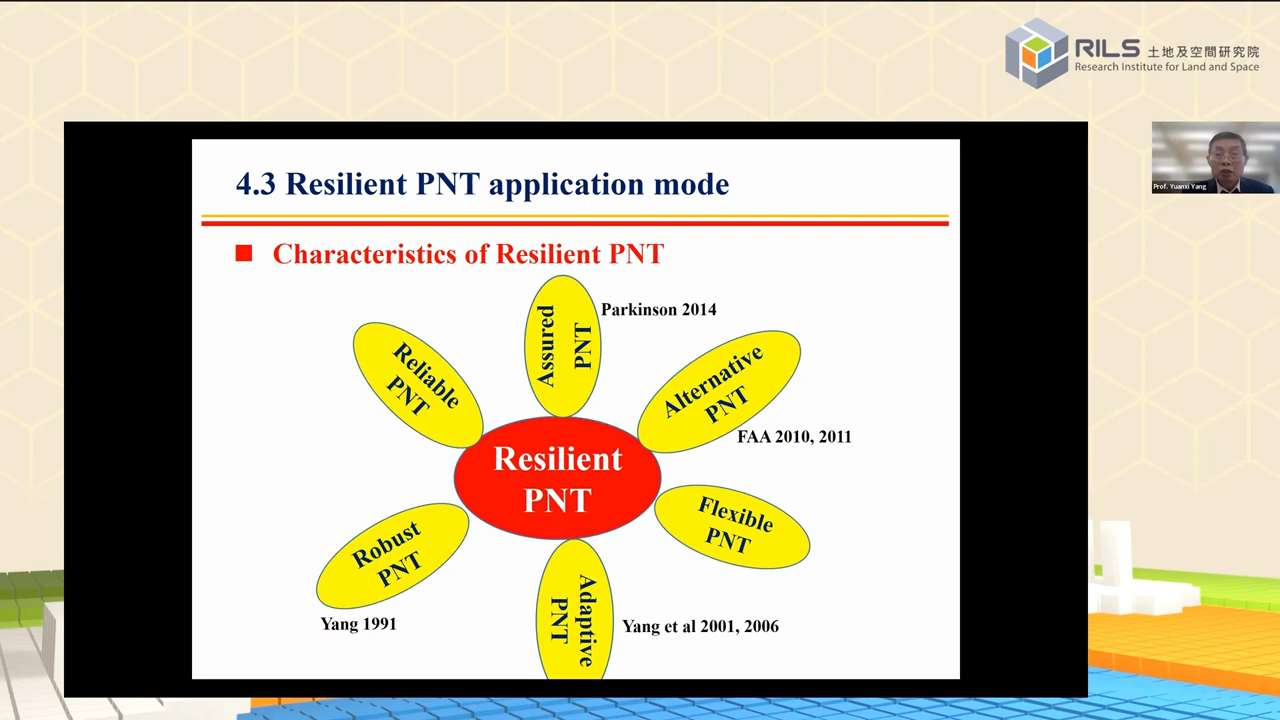 RILS 土地及空間研究院
Research Institute for Land and Space
Prof. Yuanxi Yang
4.3 Resilient PNT application mode
Characteristics of Resilient PNT
Assured
PNT
Parkinson 2014
Reliable
PNT
Alternative
PNT
FAA 2010, 2011
Resilient
PNT
Flexible
PNT
Robust
PNT
Yang 1991
Adaptive
PNT
Yang et al 2001, 2006